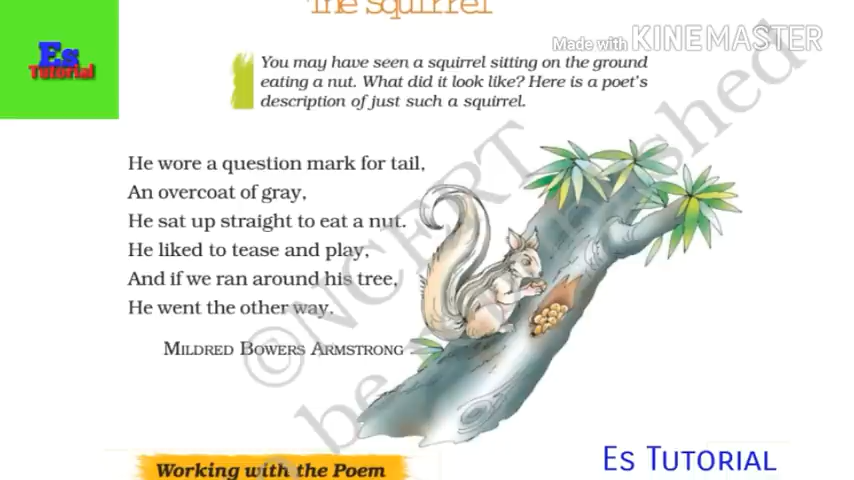 The Squirrel
Made with KINEMASTER
Es
Tutorial
You may have seen a squirrel sitting on the ground
eating a nut. What did it look like? Here is a poet's
description of just such a squirrel.
He wore a question mark for tail,
An overcoat of gray,
He sat up straight to eat a nut.
He liked to tease and play,
And if we ran around his tree,
He went the other way.
MILDRED BOWERS ARMSTRONG
©NCERT
be
shed
Working with the Poem
ES TUTORIAL